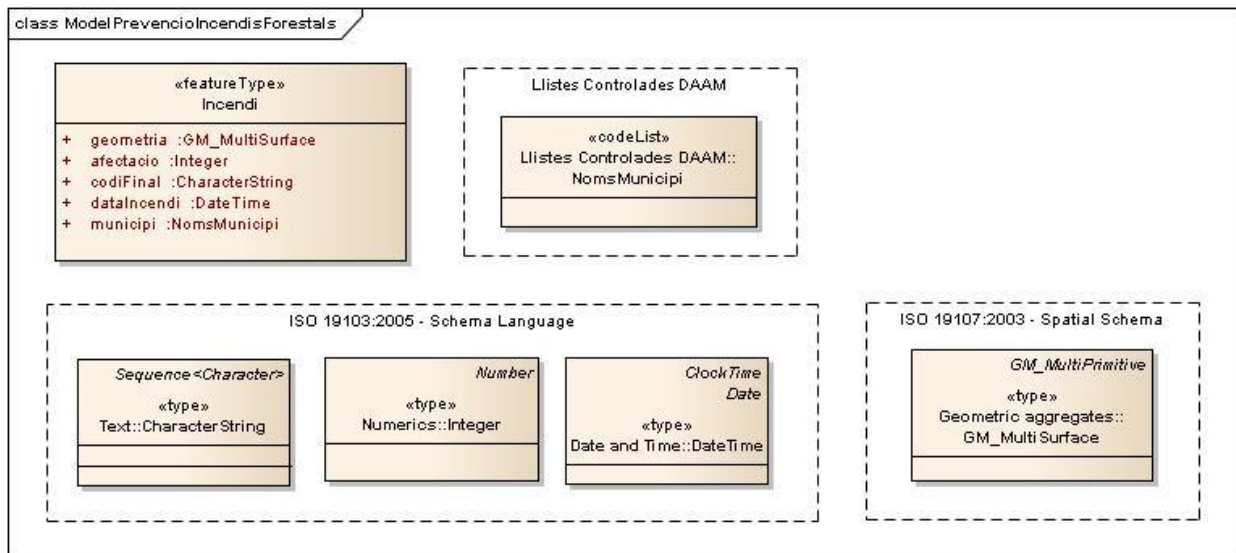 class ModelPrevencioIncendisForestals
«featureType»
Incendi
+ geometria :GM_MultiSurface
+ afectacio :Integer
+ codiFinal :CharacterString
+ dataIncendi :DateTime
+ municipi :NomsMunicipi
Llistes Controlades DAAM
«codeList»
Llistes Controlades DAAM::
NomsMunicipi
ISO 19103:2005 - Schema Language
Sequence<Character>
«type»
Text::CharacterString
Number
«type»
Numerics::Integer
ClockTime
Date
«type»
Date and Time::DateTime
ISO 19107:2003 - Spatial Schema
GM_MultiPrimitive
«type»
Geometric aggregates::
GM_MultiSurface